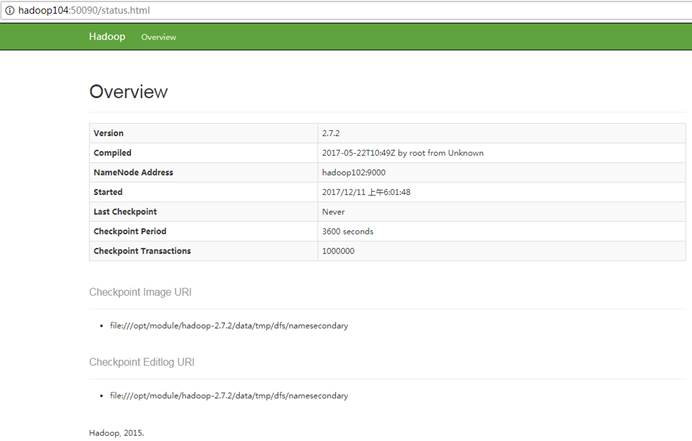 hadoop104:50090/status.html
Hadoop Overview
Overview
Version 2.7.2
Compiled 2017-05-22T10:49Z by root from Unknown
NameNode Address hadoop102:9000
Started 2017/12/11 上午6:01:48
Last Checkpoint Never
Checkpoint Period 3600 seconds
Checkpoint Transactions 1000000
Checkpoint Image URI
• file:///opt/module/hadoop-2.7.2/data/tmp/dfs/namesecondary
Checkpoint Editlog URI
• file:///opt/module/hadoop-2.7.2/data/tmp/dfs/namesecondary
Hadoop, 2015.